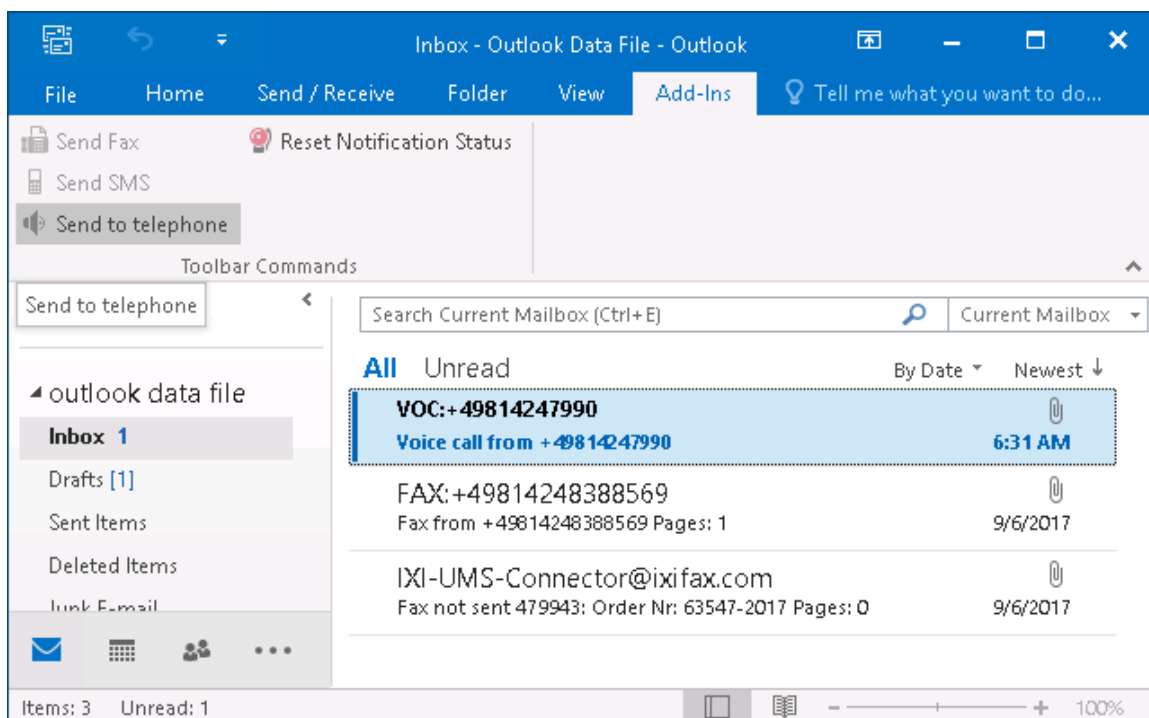 Inbox - Outlook Data File - Outlook
File Home Send / Receive Folder View Add-Ins Tell me what you want to do...
Send Fax Reset Notification Status
Send SMS
Send to telephone
Toolbar Commands
Send to telephone
Search Current Mailbox (Ctrl+E) Current Mailbox
All Unread By Date Newest
outlook data file
VOC:+49814247990
Inbox 1
Voice call from +49814247990 6:31 AM
Drafts [1]
FAX:+49814248388569
Sent Items
Fax from +49814248388569 Pages: 1 9/6/2017
Deleted Items
IXI-UMS-Connector@ixifax.com
Junk E-mail
Fax not sent 479943: Order Nr: 63547-2017 Pages: 0 9/6/2017
Items: 3 Unread: 1 100%